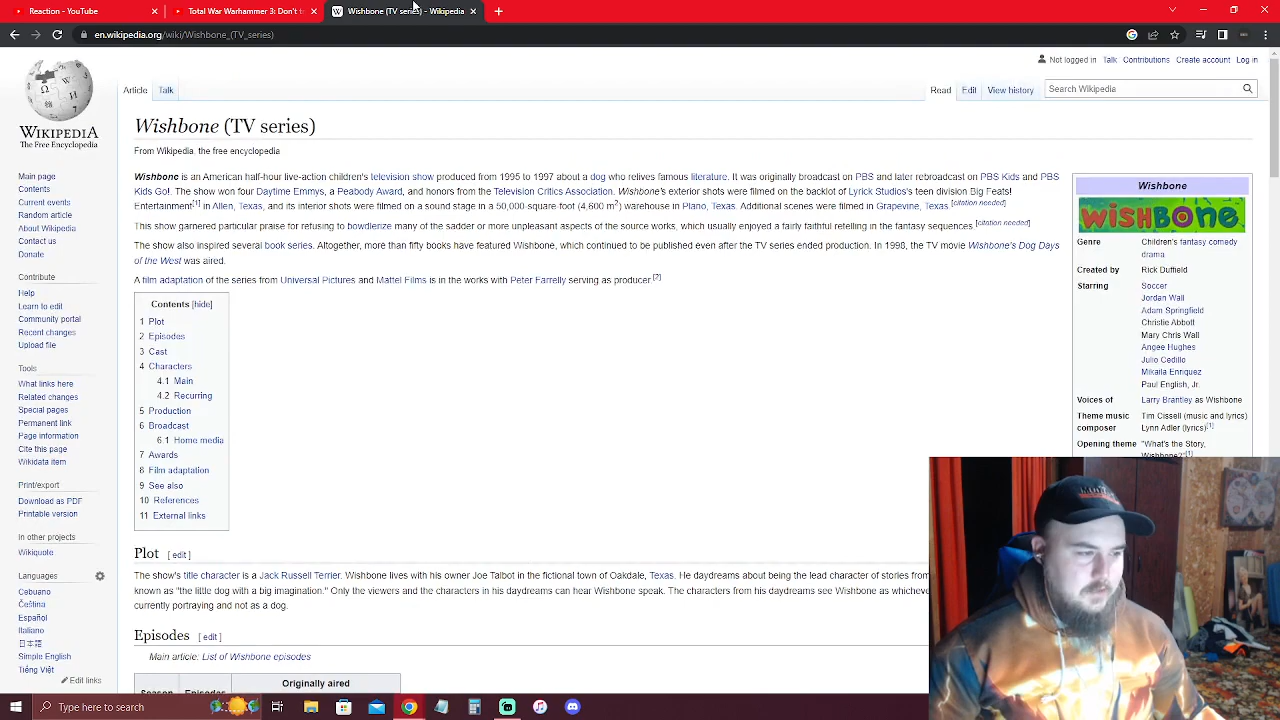 Reaction - YouTube
Total War Warhammer 3: Don't
Wishbone (TV series) - Wikipedia
en.wikipedia.org/wiki/Wishbone_(TV_series)
Not logged in Talk Contributions Create account Log in
Article Talk
Read Edit View history
Search Wikipedia
WIKIPEDIA
The Free Encyclopedia
Main page
Contents
Current events
Random article
About Wikipedia
Contact us
Donate
Contribute
Help
Learn to edit
Community portal
Recent changes
Upload file
Tools
What links here
Related changes
Special pages
Permanent link
Page information
Cite this page
Wikidata item
Print/export
Download as PDF
Printable version
In other projects
Wikiquote
Languages
Cebuano
Čeština
Español
Italiano
日本語
Simple English
Tiếng Việt
Edit links
Wishbone (TV series)
From Wikipedia, the free encyclopedia
Wishbone is an American half-hour live-action children's television show produced from 1995 to 1997 about a dog who relives famous literature. It was originally broadcast on PBS and later rebroadcast on PBS Kids and PBS
Kids Go!. The show won four Daytime Emmys, a Peabody Award, and honors from the Television Critics Association. Wishbone's exterior shots were filmed on the backlot of Lyrick Studios's teen division Big Feats!
Entertainment[1] in Allen, Texas, and its interior shots were filmed on a sound stage in a 50,000-square-foot (4,600 m2) warehouse in Plano, Texas. Additional scenes were filmed in Grapevine, Texas.[citation needed]
This show garnered particular praise for refusing to bowdlerize many of the sadder or more unpleasant aspects of the source works, which usually enjoyed a fairly faithful retelling in the fantasy sequences.[citation needed]
The show also inspired several book series. Altogether, more than fifty books have featured Wishbone, which continued to be published even after the TV series ended production. In 1998, the TV movie Wishbone's Dog Days
of the West was aired.
A film adaptation of the series from Universal Pictures and Mattel Films is in the works with Peter Farrelly serving as producer.[2]
Contents [hide]
1 Plot
2 Episodes
3 Cast
4 Characters
4.1 Main
4.2 Recurring
5 Production
6 Broadcast
6.1 Home media
7 Awards
8 Film adaptation
9 See also
10 References
11 External links
Plot [ edit ]
The show's title character is a Jack Russell Terrier. Wishbone lives with his owner Joe Talbot in the fictional town of Oakdale, Texas. He daydreams about being the lead character of stories from
known as "the little dog with a big imagination." Only the viewers and the characters in his daydreams can hear Wishbone speak. The characters from his daydreams see Wishbone as
currently portraying and not as a dog.
Episodes [ edit ]
Main article: List of Wishbone episodes
Season Episodes Originally aired
Wishbone
WISHBONE
Genre Children's fantasy comedy
drama
Created by Rick Duffield
Starring Soccer
Jordan Wall
Adam Springfield
Christie Abbott
Mary Chris Wall
Angee Hughes
Julio Cedillo
Mikaila Enriquez
Paul English, Jr.
Voices of Larry Brantley as Wishbone
Theme music Tim Cissell (music and lyrics)
composer Lynn Adler (lyrics)[1]
Opening theme "What's the Story,
Wishbone?"[1]
Type here to search